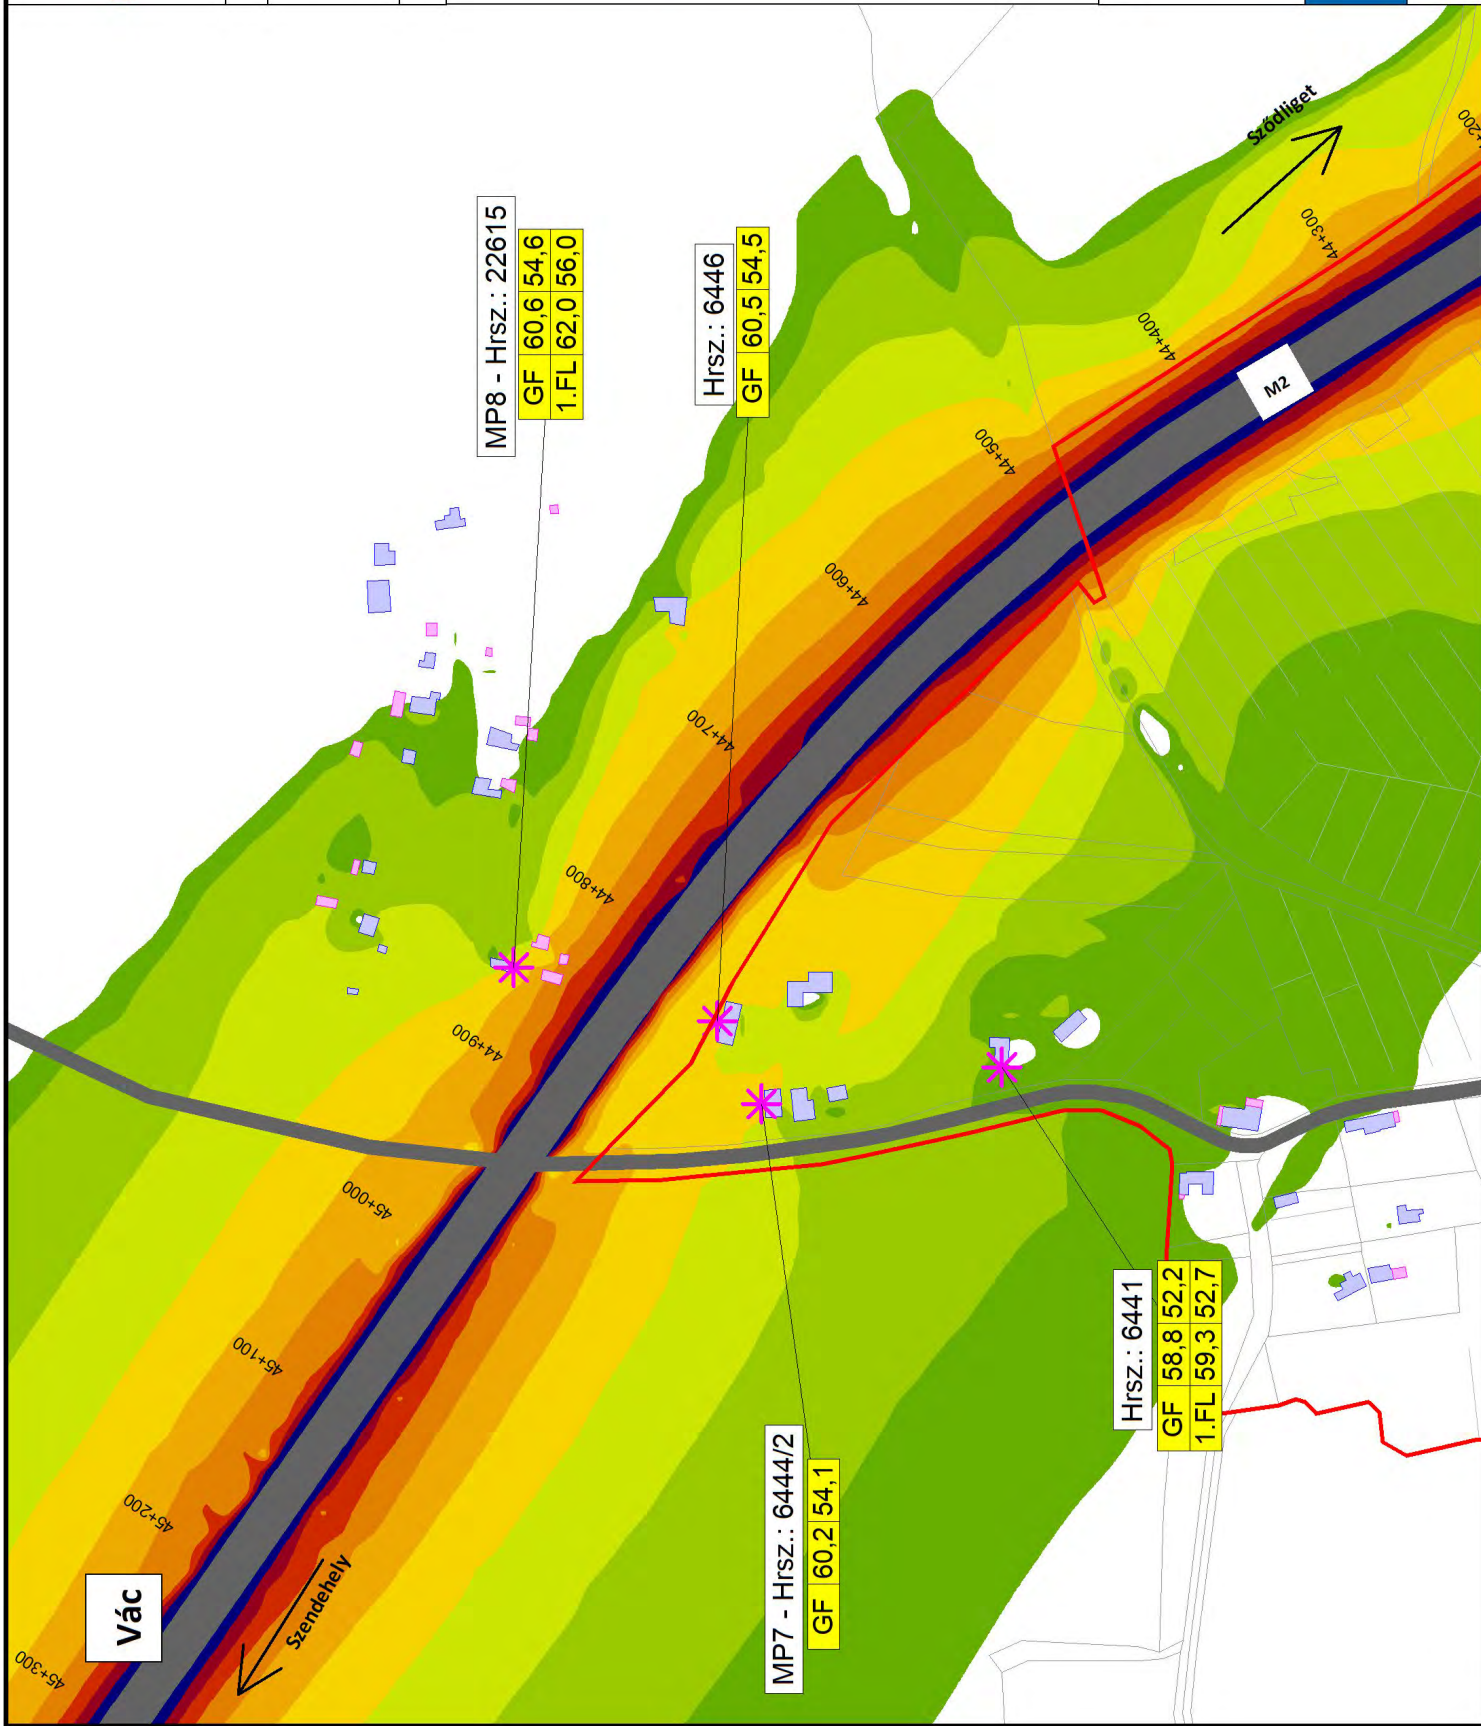 MP8 - Hrsz.: 22615
GF 60,6 54,6
1.FL 62,0 56,0
Hrsz.: 6446
GF 60,5 54,5
Sződliget
44+200
44+300
44+400
M2
44+500
44+600
44+700
44+800
44+900
45+000
45+100
45+200
45+300
Vác
Szendehely
MP7 - Hrsz.: 6444/2
GF 60,2 54,1
Hrsz.: 6441
GF 58,8 52,2
1.FL 59,3 52,7